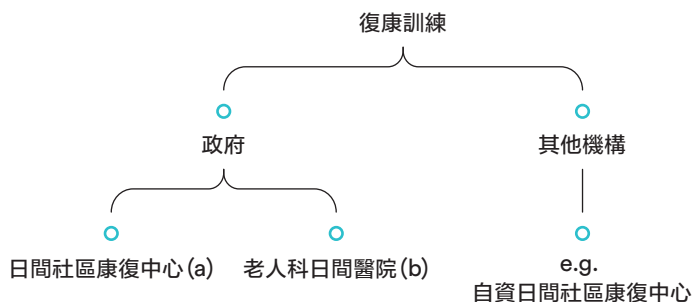 復康訓練
政府
其他機構
日間社區康復中心(a)
老人科日間醫院(b)
e.g.
自資日間社區康復中心